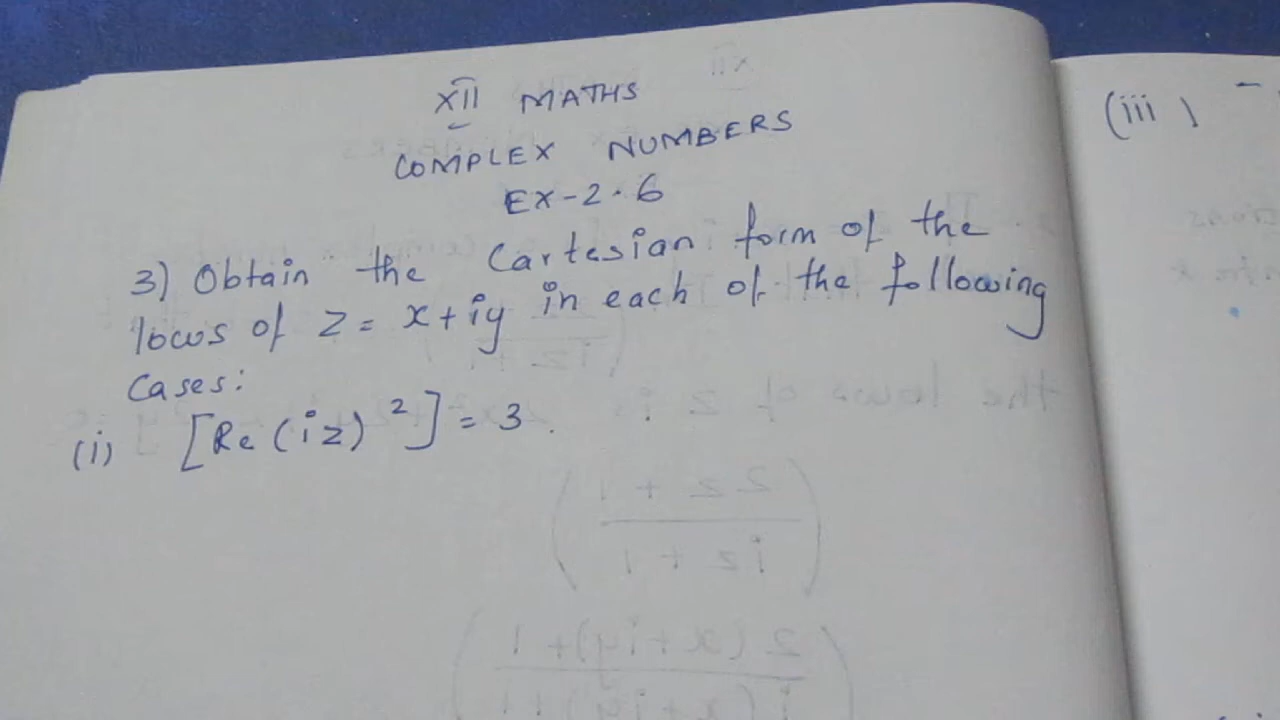 XII MATHS
COMPLEX NUMBERS
EX-2.6
3) Obtain the Cartesian form of the
locus of z = x+iy in each of the following
Cases:
(i) [Re (iz)²] = 3.
(iii)